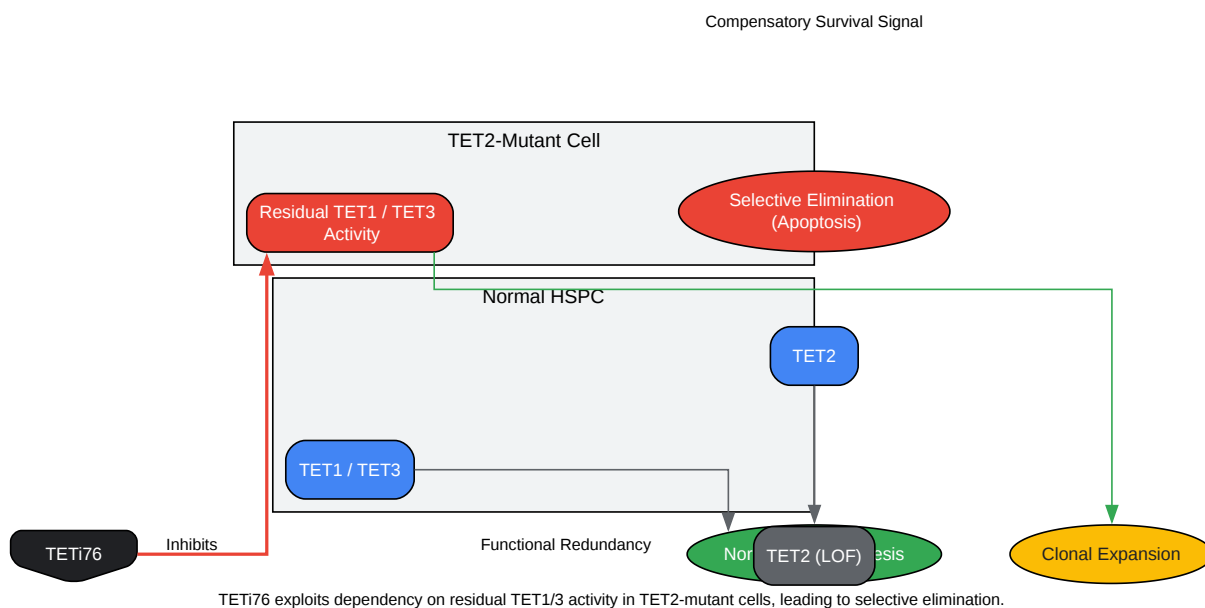 Compensatory Survival Signal
TET2-Mutant Cell
Residual TET1 / TET3
Activity
Selective Elimination
(Apoptosis)
Normal HSPC
TET2
TET1 / TET3
TETi76
Inhibits
Functional Redundancy
TET2 (LOF)
Clonal Expansion
TETi76 exploits dependency on residual TET1/3 activity in TET2-mutant cells, leading to selective elimination.